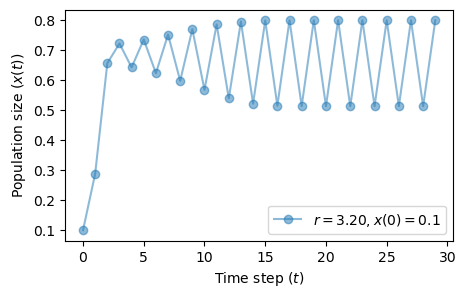 0.8
0.7
0.6
0.5
0.4
0.3
0.2
0.1
Population size (x(t))
r = 3.20, x(0) = 0.1
0 5 10 15 20 25 30
Time step (t)